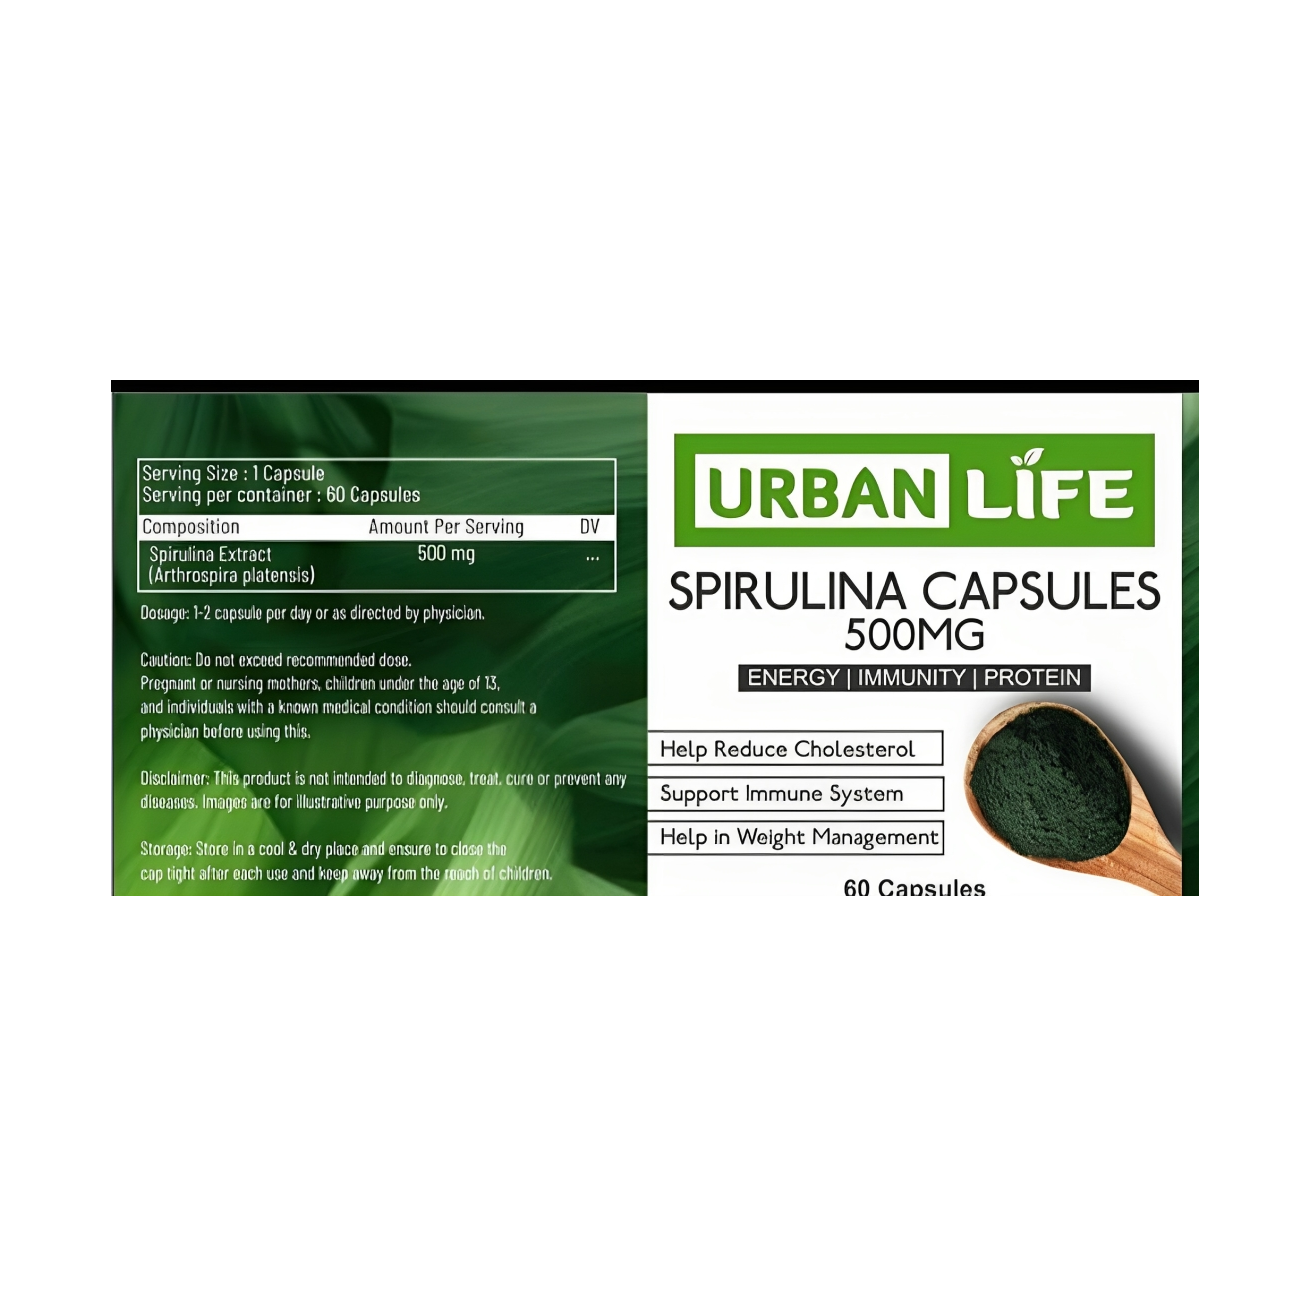 Serving Size : 1 Capsule
Serving per container : 60 Capsules
Composition Amount Per Serving DV
Spirulina Extract 500 mg ...
(Arthrospira platensis)
Dosage: 1-2 capsule per day or as directed by physician.
Caution: Do not exceed recommended dose.
Pregnant or nursing mothers, children under the age of 13,
and individuals with a known medical condition should consult a
physician before using this.
Disclaimer: This product is not intended to diagnose, treat, cure or prevent any
diseases. Images are for illustrative purpose only.
Storage: Store in a cool & dry place and ensure to close the
cap tight after each use and keep away from the reach of children.
URBAN LIFE
SPIRULINA CAPSULES
500MG
ENERGY | IMMUNITY | PROTEIN
Help Reduce Cholesterol
Support Immune System
Help in Weight Management
60 Capsules